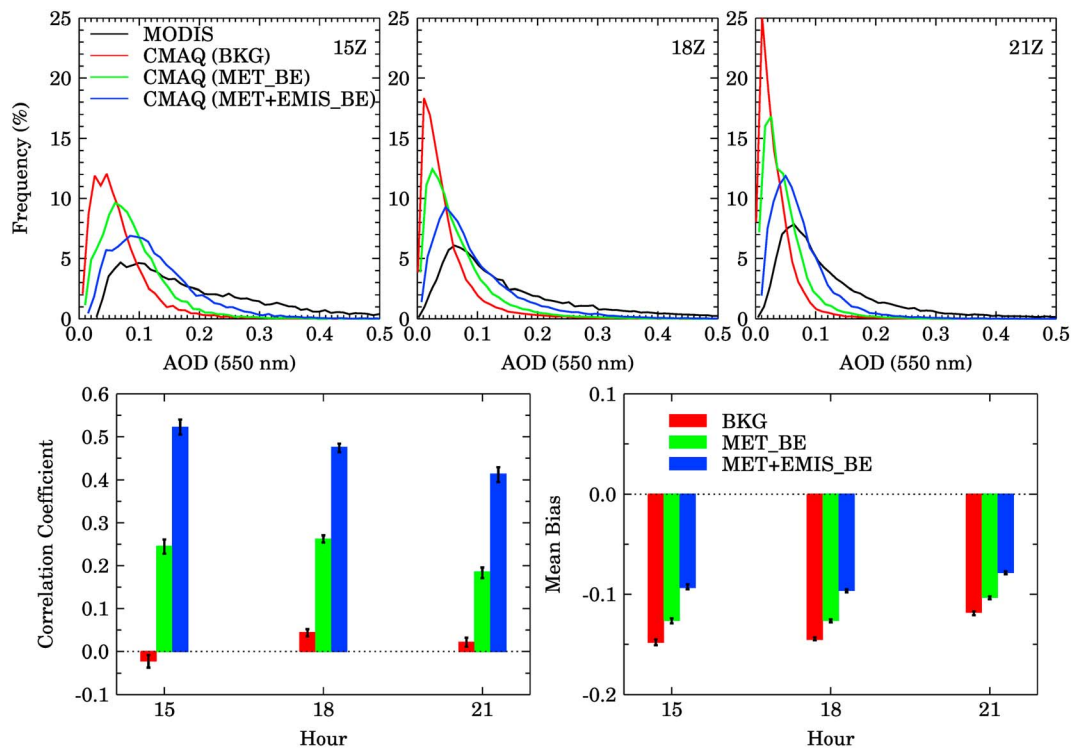 25
20
15
10
5
0
Frequency (%)
MODIS
CMAQ (BKG)
CMAQ (MET_BE)
CMAQ (MET+EMIS_BE)
15Z
0 0.1 0.2 0.3 0.4 0.5
AOD (550 nm)
25
20
15
10
5
0
18Z
0.0 0.1 0.2 0.3 0.4 0.5
AOD (550 nm)
25
20
15
10
5
0
21Z
0.0 0.1 0.2 0.3 0.4 0.5
AOD (550 nm)
0.6
0.5
0.4
0.3
0.2
0.1
0.0
-0.1
Correlation Coefficient
15 18 21
Hour
0.1
0.0
-0.1
-0.2
Mean Bias
BKG
MET_BE
MET+EMIS_BE
15 18 21
Hour